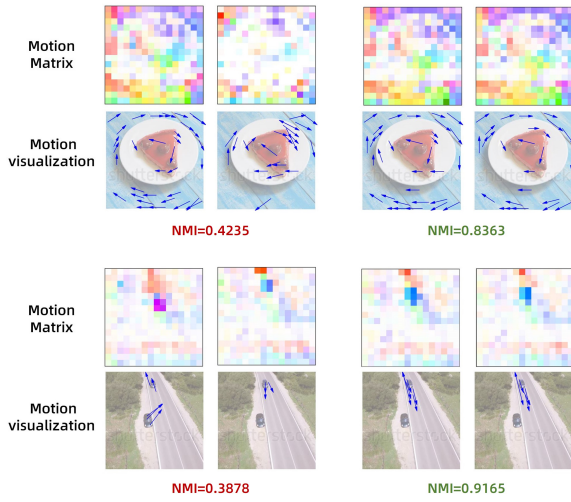 Motion
Matrix
Motion
visualization
NMI=0.4235
NMI=0.8363
Motion
Matrix
Motion
visualization
NMI=0.3878
NMI=0.9165